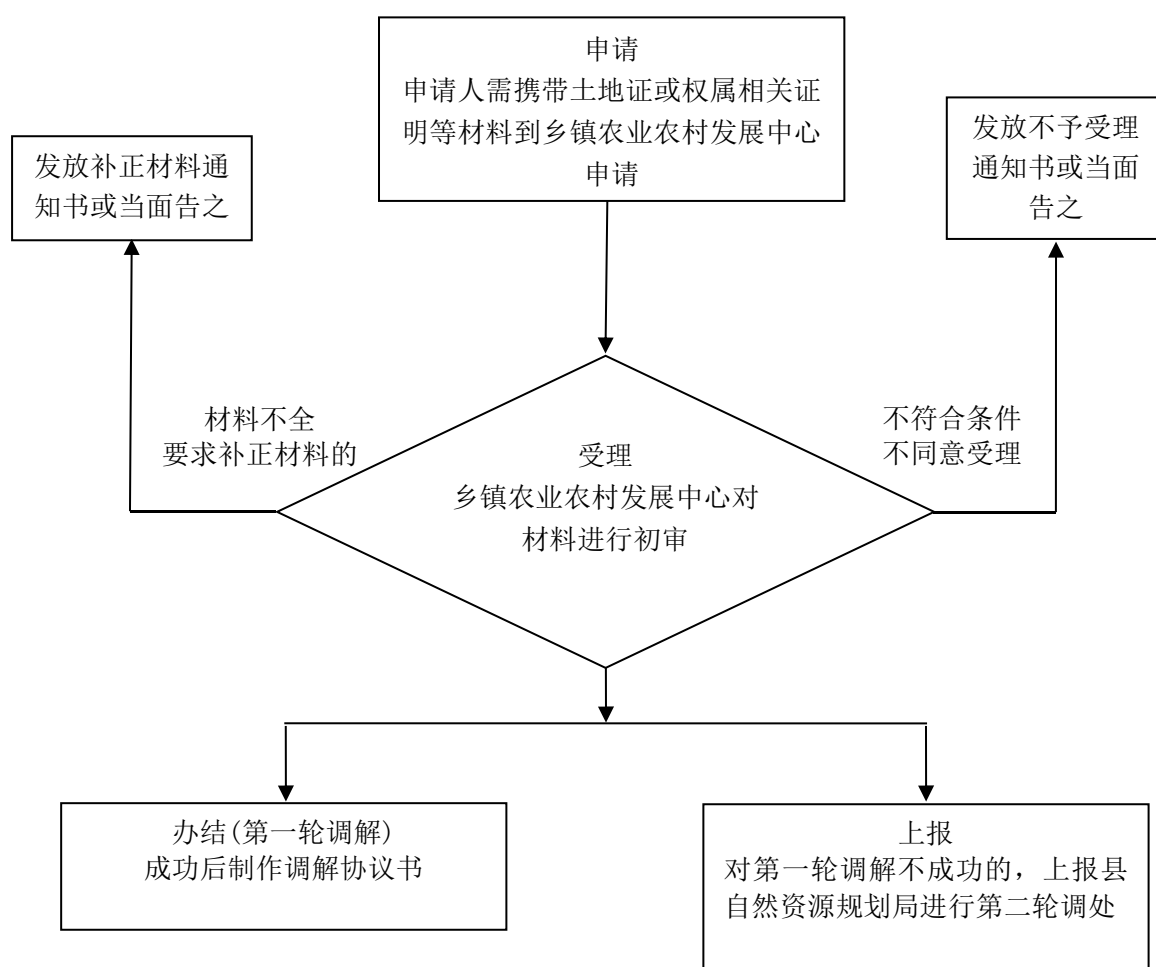 申请
申请人需携带土地证或权属相关证
明等材料到乡镇农业农村发展中心
申请
发放补正材料通
知书或当面告之
发放不予受理
通知书或当面
告之
材料不全
要求补正材料的
不符合条件
不同意受理
受理
乡镇农业农村发展中心对
材料进行初审
办结(第一轮调解)
成功后制作调解协议书
上报
对第一轮调解不成功的，上报县
自然资源规划局进行第二轮调处